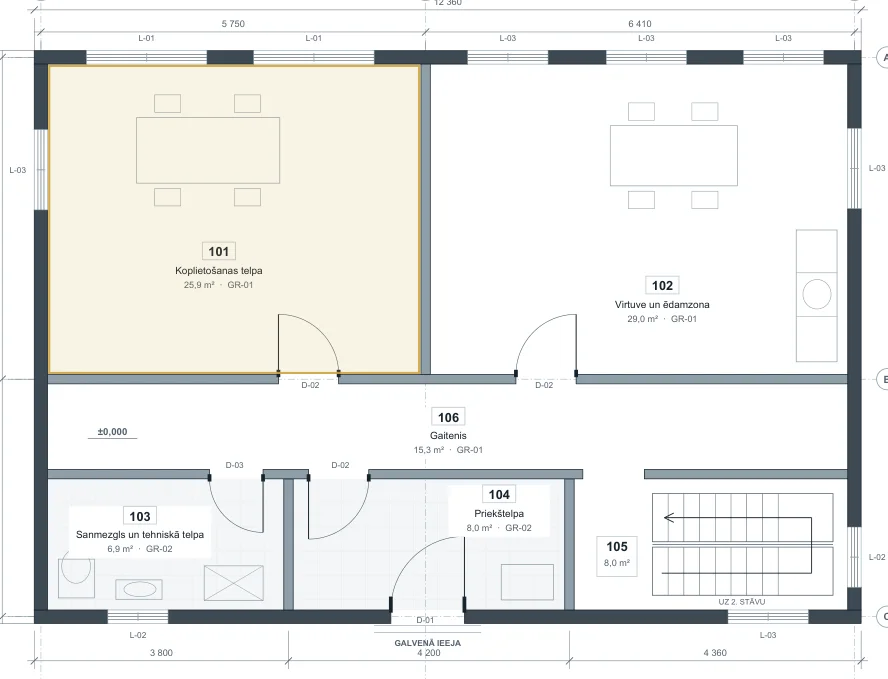 12 360
5 750
6 410
L-01
L-01
L-03
L-03
L-03
A
L-03
L-03
101
Koplietošanas telpa
25,9 m² · GR-01
102
Virtuve un ēdamzona
29,0 m² · GR-01
B
D-02
D-02
106
Gaitenis
15,3 m² · GR-01
±0,000
D-03
D-02
103
Sanmezgls un tehniskā telpa
6,9 m² · GR-02
104
Priekštelpa
8,0 m² · GR-02
105
8,0 m²
L-02
UZ 2. STĀVU
C
D-01
L-02
GALVENĀ IEEJA
L-03
3 800
4 200
4 360